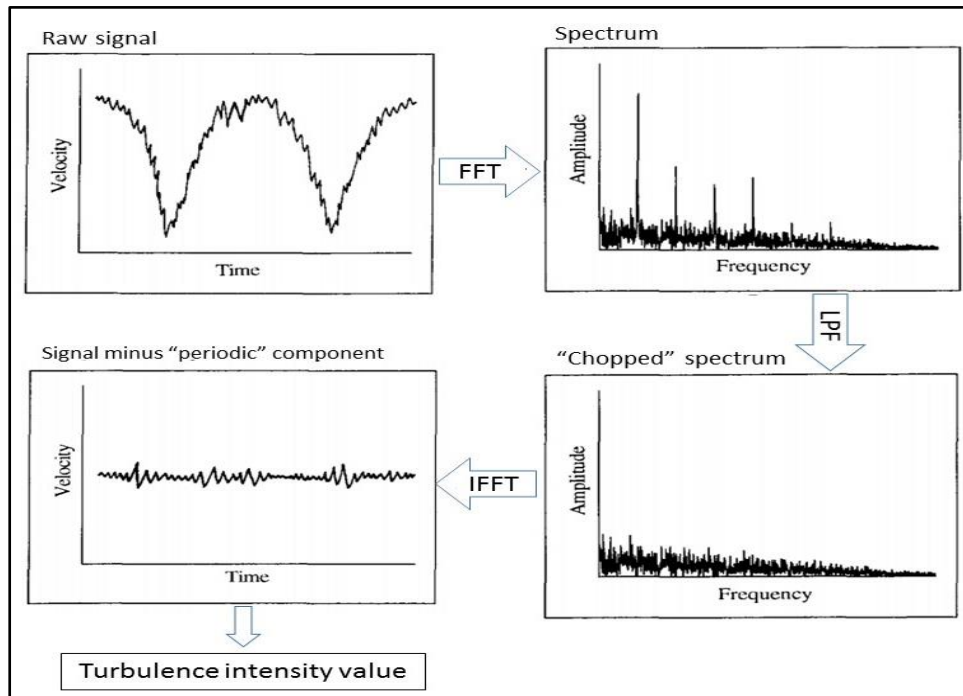 Raw signal
Velocity
Time
FFT
Spectrum
Amplitude
Frequency
LPF
"Chopped" spectrum
Amplitude
Frequency
IFFT
Signal minus "periodic" component
Velocity
Time
Turbulence intensity value